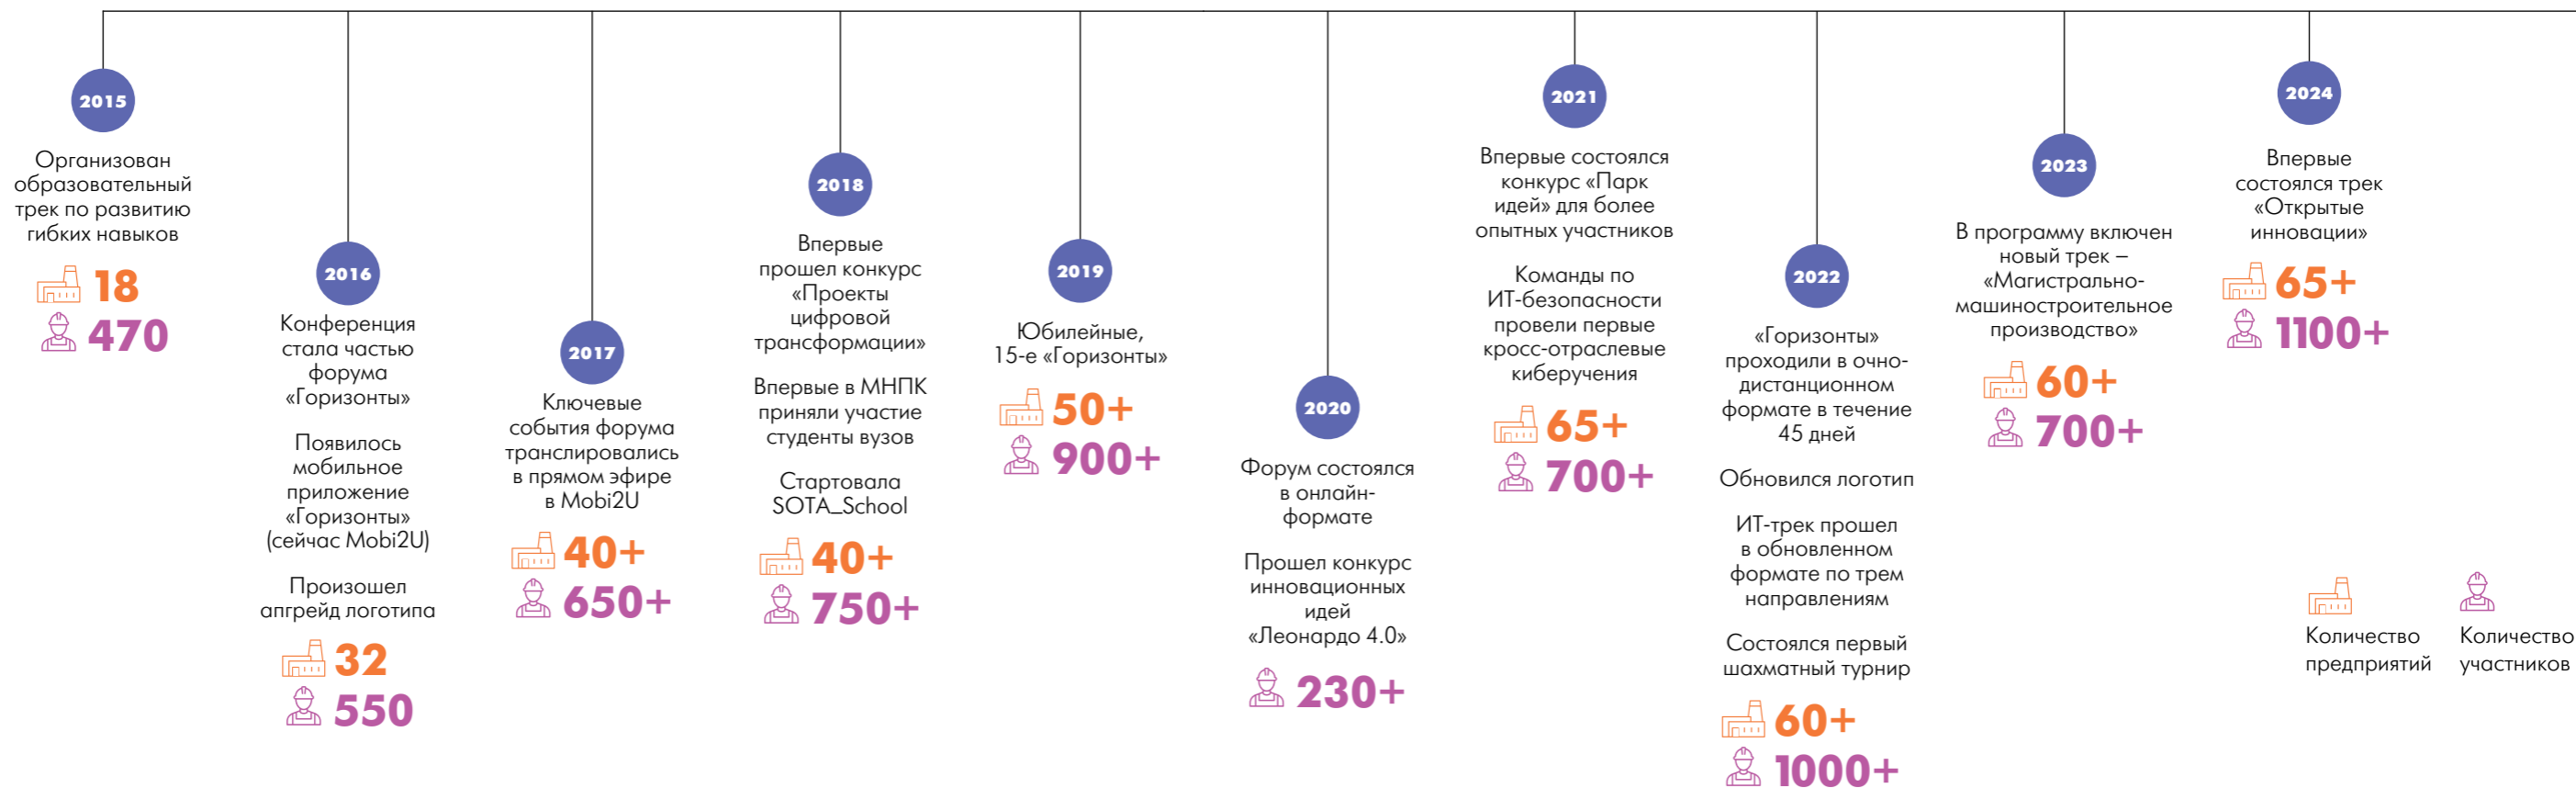 2015
Организован
образовательный
трек по развитию
гибких навыков
18
470
2016
Конференция
стала частью
форума
«Горизонты»
Появилось
мобильное
приложение
«Горизонты»
(сейчас Mobi2U)
Произошел
апгрейд логотипа
32
550
2017
Ключевые
события форума
транслировались
в прямом эфире
в Mobi2U
40+
650+
2018
Впервые
прошел конкурс
«Проекты
цифровой
трансформации»
Впервые в МНПК
приняли участие
студенты вузов
Стартовала
SOTA_School
40+
750+
2019
Юбилейные,
15-е «Горизонты»
50+
900+
2020
Форум состоялся
в онлайн-
формате
Прошел конкурс
инновационных
идей
«Леонардо 4.0»
230+
2021
Впервые состоялся
конкурс «Парк
идей» для более
опытных участников
Команды по
ИТ-безопасности
провели первые
кросс-отраслевые
киберучения
65+
700+
2022
«Горизонты»
проходили в очно-
дистанционном
формате в течение
45 дней
Обновился логотип
ИТ-трек прошел
в обновленном
формате по трем
направлениям
Состоялся первый
шахматный турнир
60+
1000+
2023
В программу включен
новый трек –
«Магистрально-
машиностроительное
производство»
60+
700+
2024
Впервые
состоялся трек
«Открытые
инновации»
65+
1100+
Количество
предприятий
Количество
участников